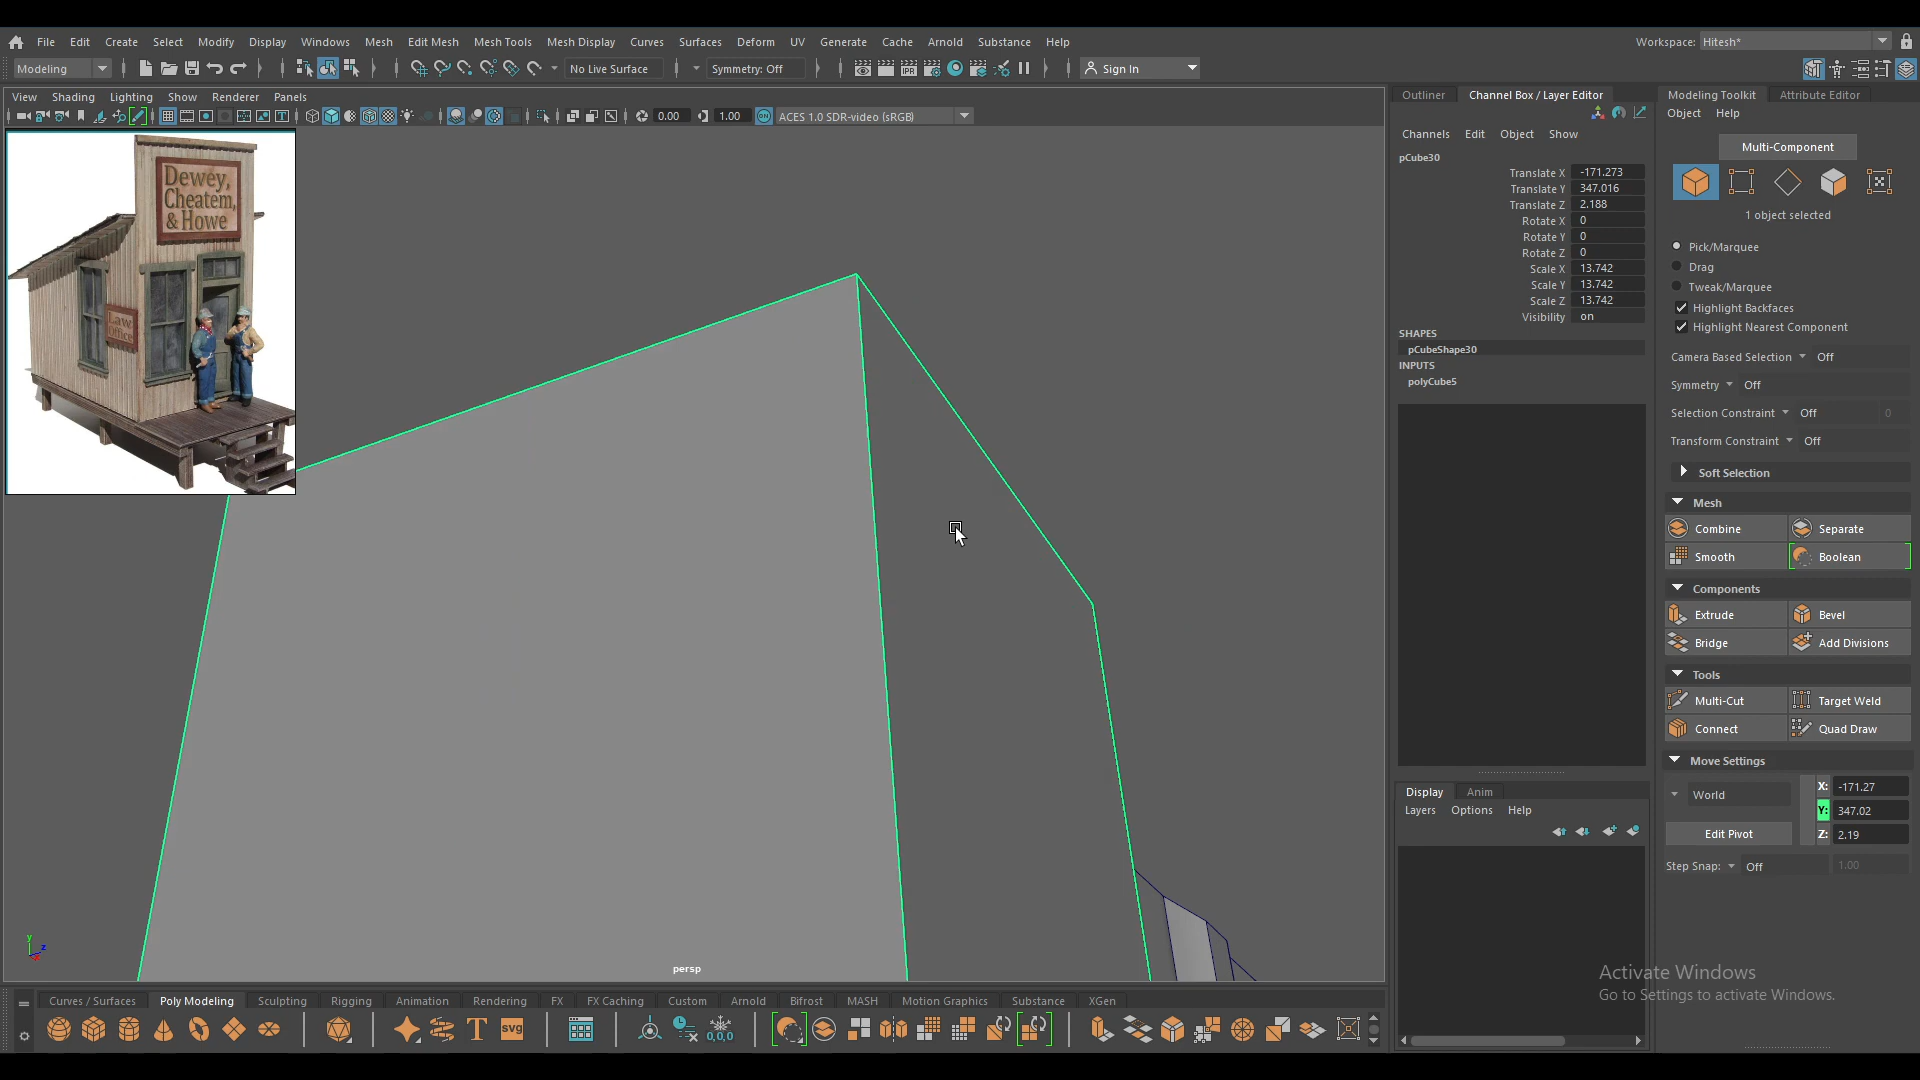 File Edit Create Select Modify Display Windows Mesh Edit Mesh Mesh Tools Mesh Display Curves Surfaces Deform UV Generate Cache Arnold Substance Help
Workspace: Hitesh*
Modeling
No Live Surface
Symmetry: Off
IPR
Sign In
View Shading Lighting Show Renderer Panels
0.00
1.00
ON
ACES 1.0 SDR-video (sRGB)
Dewey,
Cheatem,
& Howe
Law
Office
persp
y
z
x
Outliner
Channel Box / Layer Editor
Channels Edit Object Show
pCube30
Translate X -171.273
Translate Y 347.016
Translate Z 2.188
Rotate X 0
Rotate Y 0
Rotate Z 0
Scale X 13.742
Scale Y 13.742
Scale Z 13.742
Visibility on
SHAPES
pCubeShape30
INPUTS
polyCube5
Display Anim
Layers Options Help
Modeling Toolkit
Attribute Editor
Object Help
Multi-Component
1 object selected
Pick/Marquee
Drag
Tweak/Marquee
Highlight Backfaces
Highlight Nearest Component
Camera Based Selection Off
Symmetry Off
Selection Constraint Off 0
Transform Constraint Off
Soft Selection
Mesh
Combine Separate
Smooth Boolean
Components
Extrude Bevel
Bridge Add Divisions
Tools
Multi-Cut Target Weld
Connect Quad Draw
Move Settings
World
X: -171.27
Y: 347.02
Edit Pivot
Z: 2.19
Step Snap: Off 1.00
Activate Windows
Go to Settings to activate Windows.
Curves / Surfaces Poly Modeling Sculpting Rigging Animation Rendering FX FX Caching Custom Arnold Bifrost MASH Motion Graphics Substance XGen
T
SVG
0,0,0